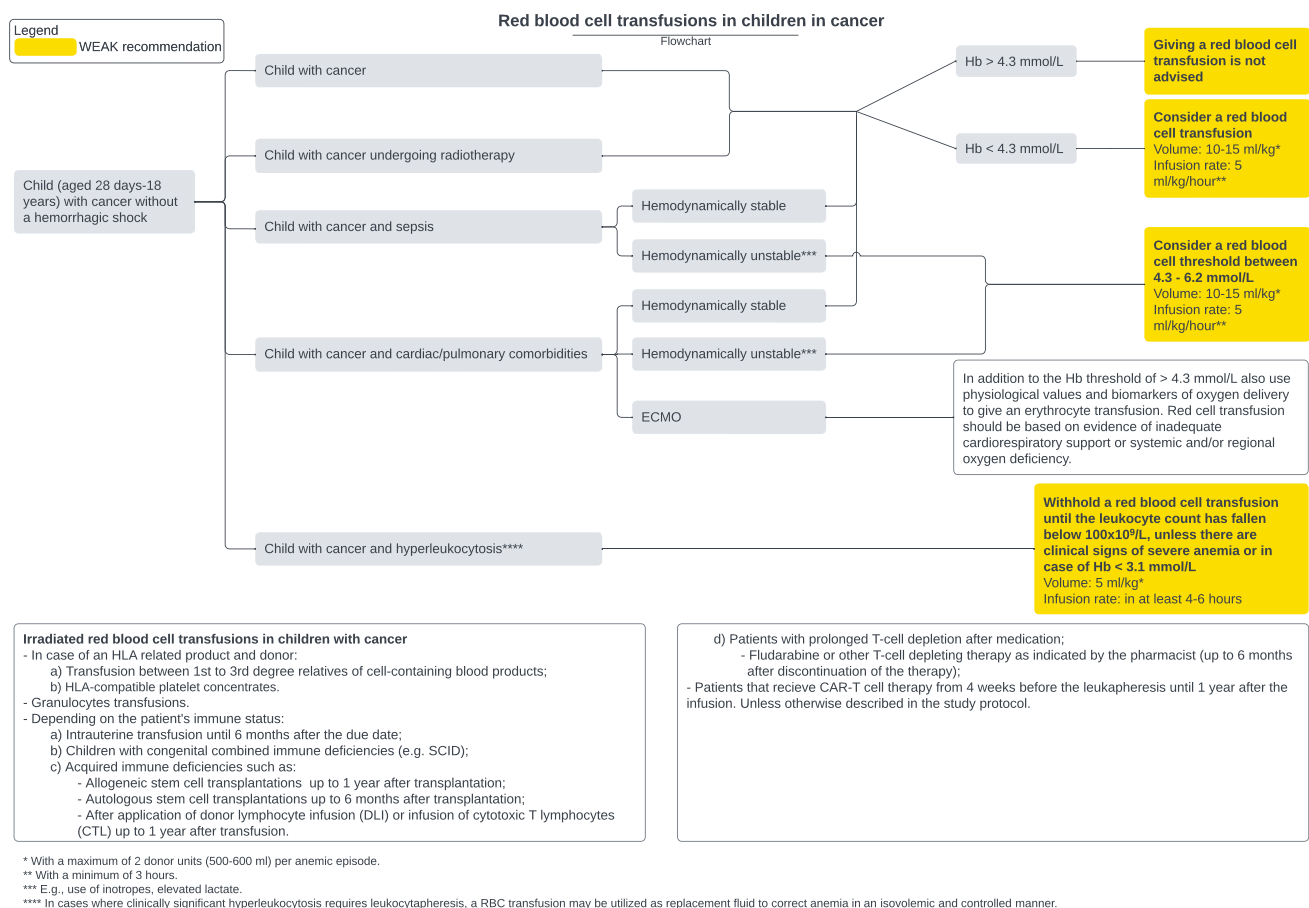 Red blood cell transfusions in children in cancer
Flowchart
Legend
WEAK recommendation
Child (aged 28 days-18
years) with cancer without
a hemorrhagic shock
Child with cancer
Child with cancer undergoing radiotherapy
Child with cancer and sepsis
Child with cancer and cardiac/pulmonary comorbidities
Child with cancer and hyperleukocytosis****
Hemodynamically stable
Hemodynamically unstable***
Hemodynamically stable
Hemodynamically unstable***
ECMO
Hb > 4.3 mmol/L
Hb < 4.3 mmol/L
Giving a red blood cell
transfusion is not
advised
Consider a red blood
cell transfusion
Volume: 10-15 ml/kg*
Infusion rate: 5
ml/kg/hour**
Consider a red blood
cell threshold between
4.3 - 6.2 mmol/L
Volume: 10-15 ml/kg*
Infusion rate: 5
ml/kg/hour**
In addition to the Hb threshold of > 4.3 mmol/L also use
physiological values and biomarkers of oxygen delivery
to give an erythrocyte transfusion. Red cell transfusion
should be based on evidence of inadequate
cardiorespiratory support or systemic and/or regional
oxygen deficiency.
Withhold a red blood cell transfusion
until the leukocyte count has fallen
below 100x10⁹/L, unless there are
clinical signs of severe anemia or in
case of Hb < 3.1 mmol/L
Volume: 5 ml/kg*
Infusion rate: in at least 4-6 hours
Irradiated red blood cell transfusions in children with cancer
- In case of an HLA related product and donor:
a) Transfusion between 1st to 3rd degree relatives of cell-containing blood products;
b) HLA-compatible platelet concentrates.
- Granulocytes transfusions.
- Depending on the patient's immune status:
a) Intrauterine transfusion until 6 months after the due date;
b) Children with congenital combined immune deficiencies (e.g. SCID);
c) Acquired immune deficiencies such as:
- Allogeneic stem cell transplantations  up to 1 year after transplantation;
- Autologous stem cell transplantations up to 6 months after transplantation;
- After application of donor lymphocyte infusion (DLI) or infusion of cytotoxic T lymphocytes
(CTL) up to 1 year after transfusion.
d) Patients with prolonged T-cell depletion after medication;
- Fludarabine or other T-cell depleting therapy as indicated by the pharmacist (up to 6 months
after discontinuation of the therapy);
- Patients that recieve CAR-T cell therapy from 4 weeks before the leukapheresis until 1 year after the
infusion. Unless otherwise described in the study protocol.
* With a maximum of 2 donor units (500-600 ml) per anemic episode.
** With a minimum of 3 hours.
*** E.g., use of inotropes, elevated lactate.
**** In cases where clinically significant hyperleukocytosis requires leukocytapheresis, a RBC transfusion may be utilized as replacement fluid to correct anemia in an isovolemic and controlled manner.